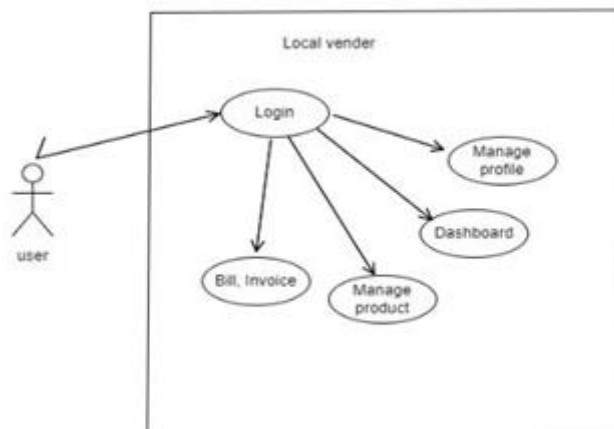 Local vender
Login
Manage
profile
Dashboard
user
Bill, Invoice
Manage
product